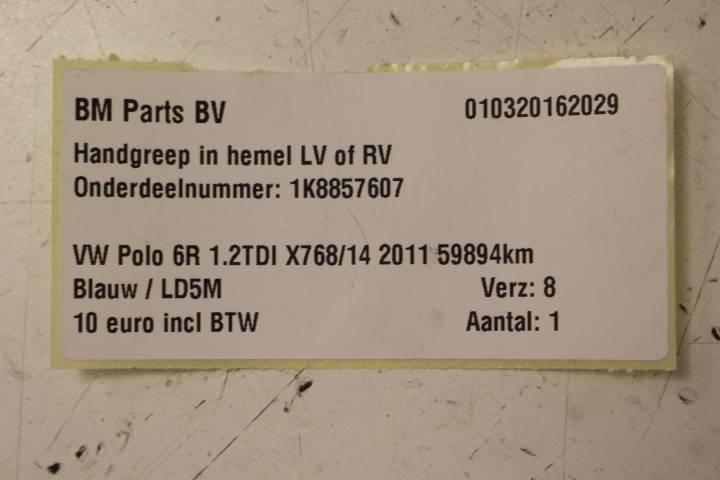 BM Parts BV 010320162029
Handgreep in hemel LV of RV
Onderdeelnummer: 1K8857607
VW Polo 6R 1.2TDI X768/14 2011 59894km
Blauw / LD5M Verz: 8
10 euro incl BTW Aantal: 1